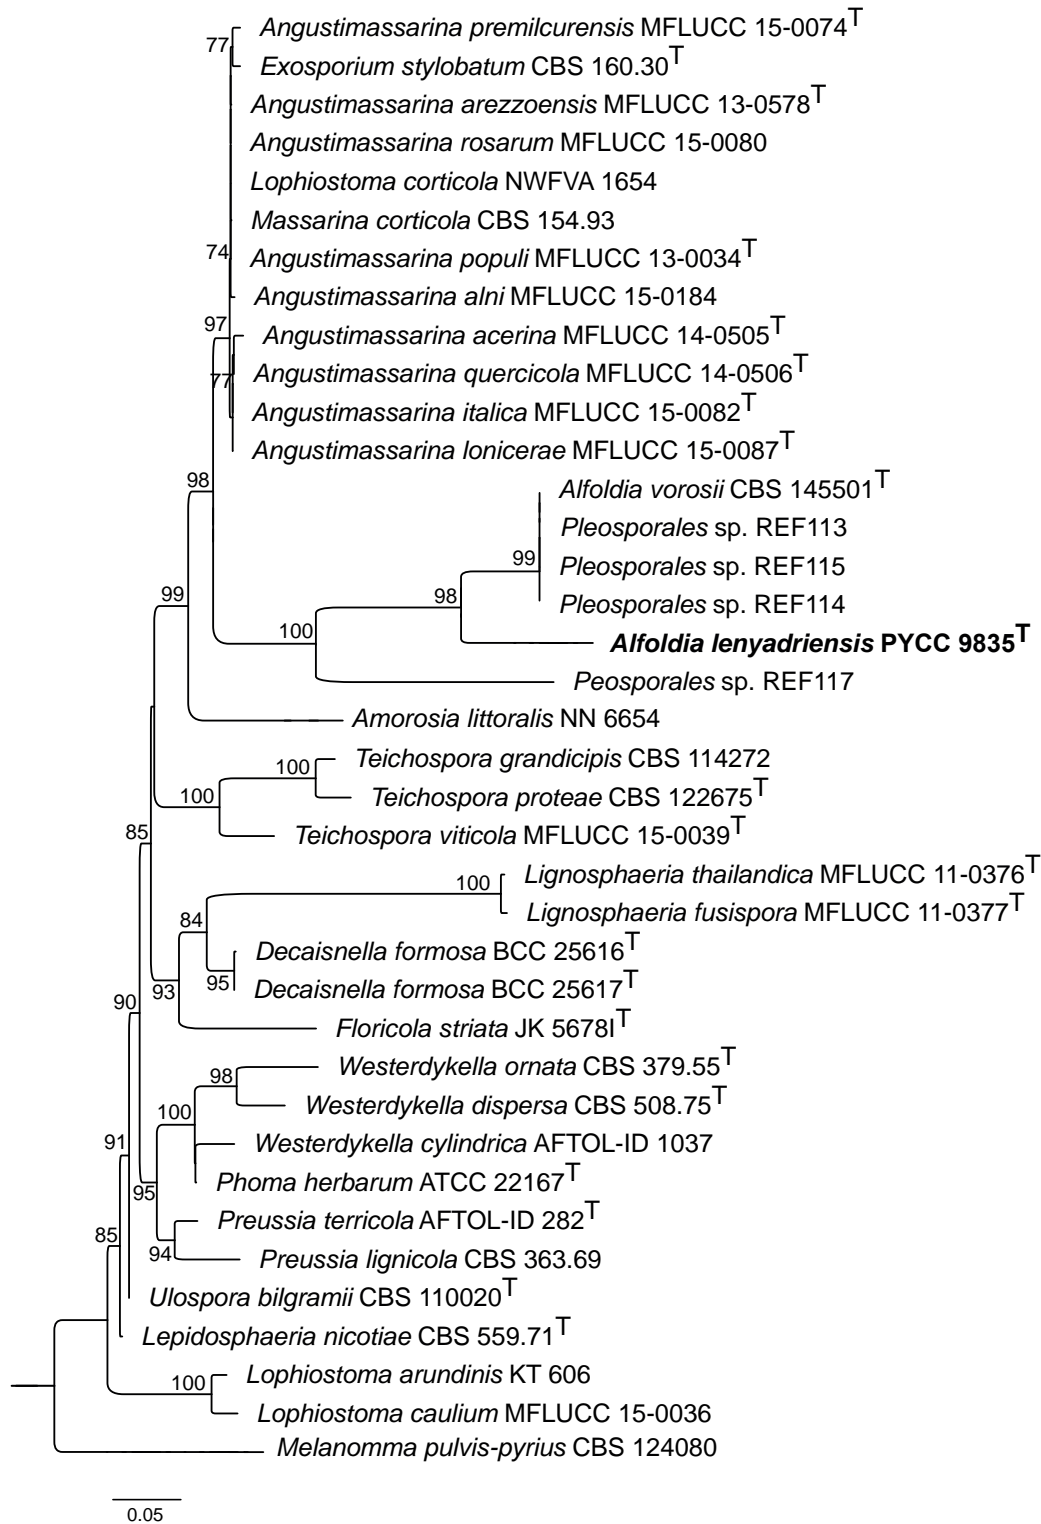 Angustimassarina premilcurensis MFLUCC 15-0074T
77
Exosporium stylobatum CBS 160.30T
Angustimassarina arezzoensis MFLUCC 13-0578T
Angustimassarina rosarum MFLUCC 15-0080
Lophiostoma corticola NWFVA 1654
Massarina corticola CBS 154.93
74
Angustimassarina populi MFLUCC 13-0034T
Angustimassarina alni MFLUCC 15-0184
97
Angustimassarina acerina MFLUCC 14-0505T
77
Angustimassarina quercicola MFLUCC 14-0506T
Angustimassarina italica MFLUCC 15-0082T
Angustimassarina lonicerae MFLUCC 15-0087T
98
Alfoldia vorosii CBS 145501T
Pleosporales sp. REF113
99
Pleosporales sp. REF115
99
98
Pleosporales sp. REF114
100
Alfoldia lenyadriensis PYCC 9835T
Peosporales sp. REF117
Amorosia littoralis NN 6654
100
Teichospora grandicipis CBS 114272
100
Teichospora proteae CBS 122675T
85
Teichospora viticola MFLUCC 15-0039T
100
Lignosphaeria thailandica MFLUCC 11-0376T
84
Lignosphaeria fusispora MFLUCC 11-0377T
Decaisnella formosa BCC 25616T
95
Decaisnella formosa BCC 25617T
93
90
Floricola striata JK 5678IT
98
Westerdykella ornata CBS 379.55T
100
Westerdykella dispersa CBS 508.75T
91
Westerdykella cylindrica AFTOL-ID 1037
95
Phoma herbarum ATCC 22167T
Preussia terricola AFTOL-ID 282T
85
94
Preussia lignicola CBS 363.69
Ulospora bilgramii CBS 110020T
Lepidosphaeria nicotiae CBS 559.71T
100
Lophiostoma arundinis KT 606
Lophiostoma caulium MFLUCC 15-0036
Melanomma pulvis-pyrius CBS 124080
0.05